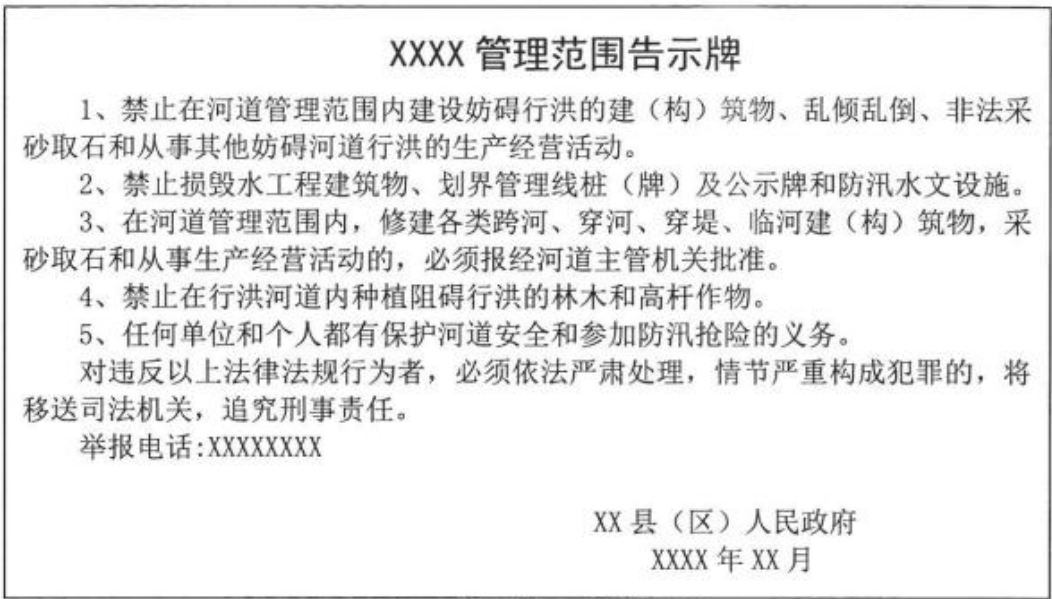 XXXX 管理范围告示牌
1、禁止在河道管理范围内建设妨碍行洪的建（构）筑物、乱倾乱倒、非法采
砂取石和从事其他妨碍河道行洪的生产经营活动。
2、禁止损毁水工程建筑物、划界管理线桩（牌）及公示牌和防汛水文设施。
3、在河道管理范围内，修建各类跨河、穿河、穿堤、临河建（构）筑物，采
砂取石和从事生产经营活动的，必须报经河道主管机关批准。
4、禁止在行洪河道内种植阻碍行洪的林木和高杆作物。
5、任何单位和个人都有保护河道安全和参加防汛抢险的义务。
对违反以上法律法规行为者，必须依法严肃处理，情节严重构成犯罪的，将
移送司法机关，追究刑事责任。
举报电话:XXXXXXXX
XX 县（区）人民政府
XXXX 年 XX 月